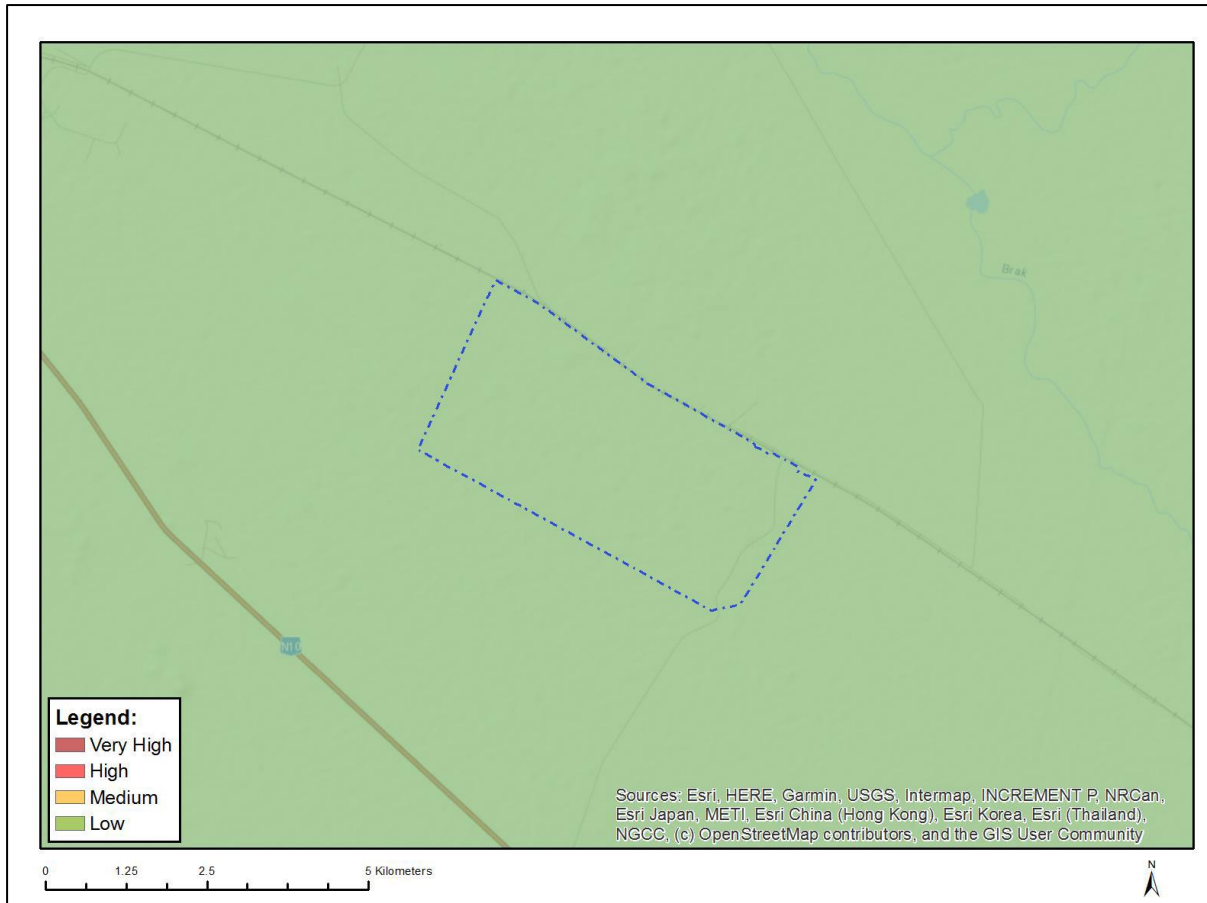 Brak
N10
Legend:
Very High
High
Medium
Low
Sources: Esri, HERE, Garmin, USGS, Intermap, INCREMENT P, NRCan,
Esri Japan, METI, Esri China (Hong Kong), Esri Korea, Esri (Thailand),
NGCC, (c) OpenStreetMap contributors, and the GIS User Community
0 1.25 2.5 5 Kilometers
N